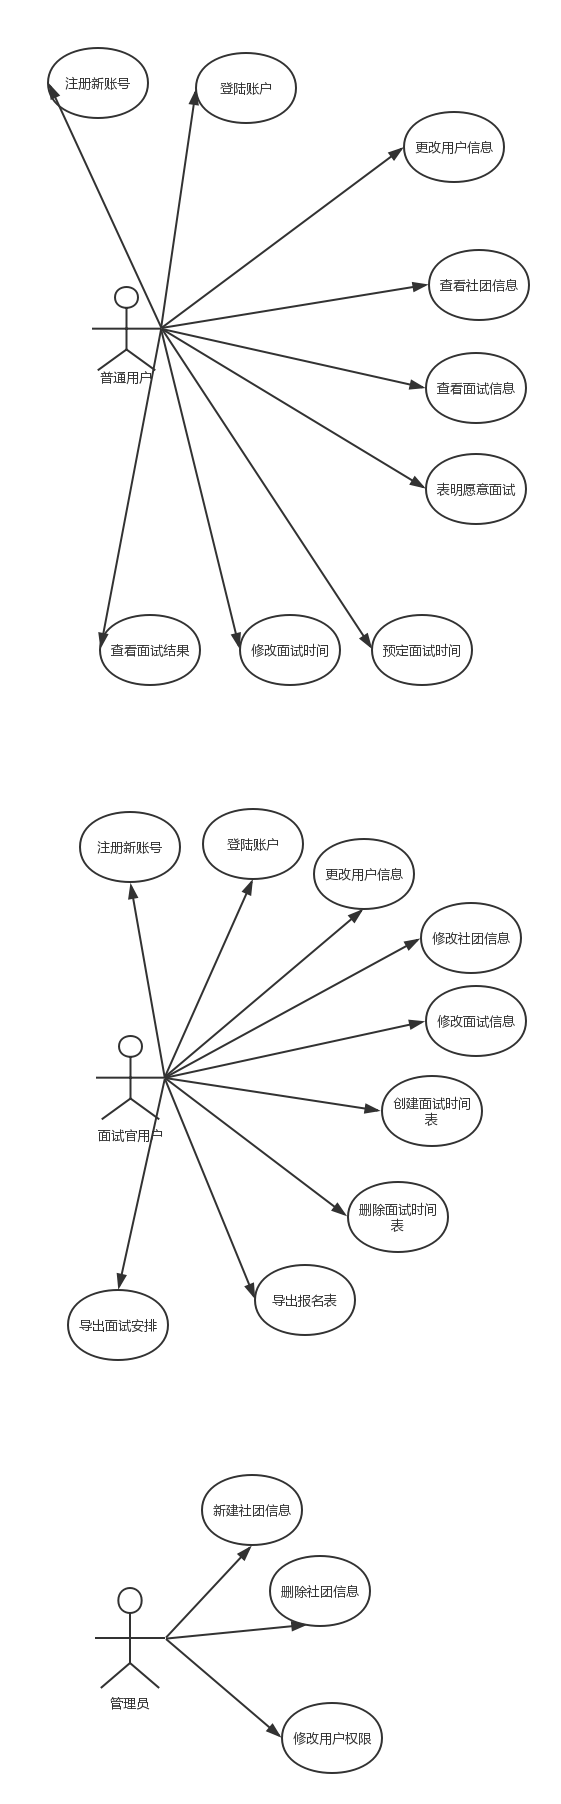 注册新账号
登陆账户
更改用户信息
查看社团信息
普通用户
查看面试信息
表明愿意面试
查看面试结果
修改面试时间
预定面试时间
注册新账号
登陆账户
更改用户信息
修改社团信息
修改面试信息
创建面试时间
表
面试官用户
删除面试时间
表
导出报名表
导出面试安排
新建社团信息
删除社团信息
管理员
修改用户权限